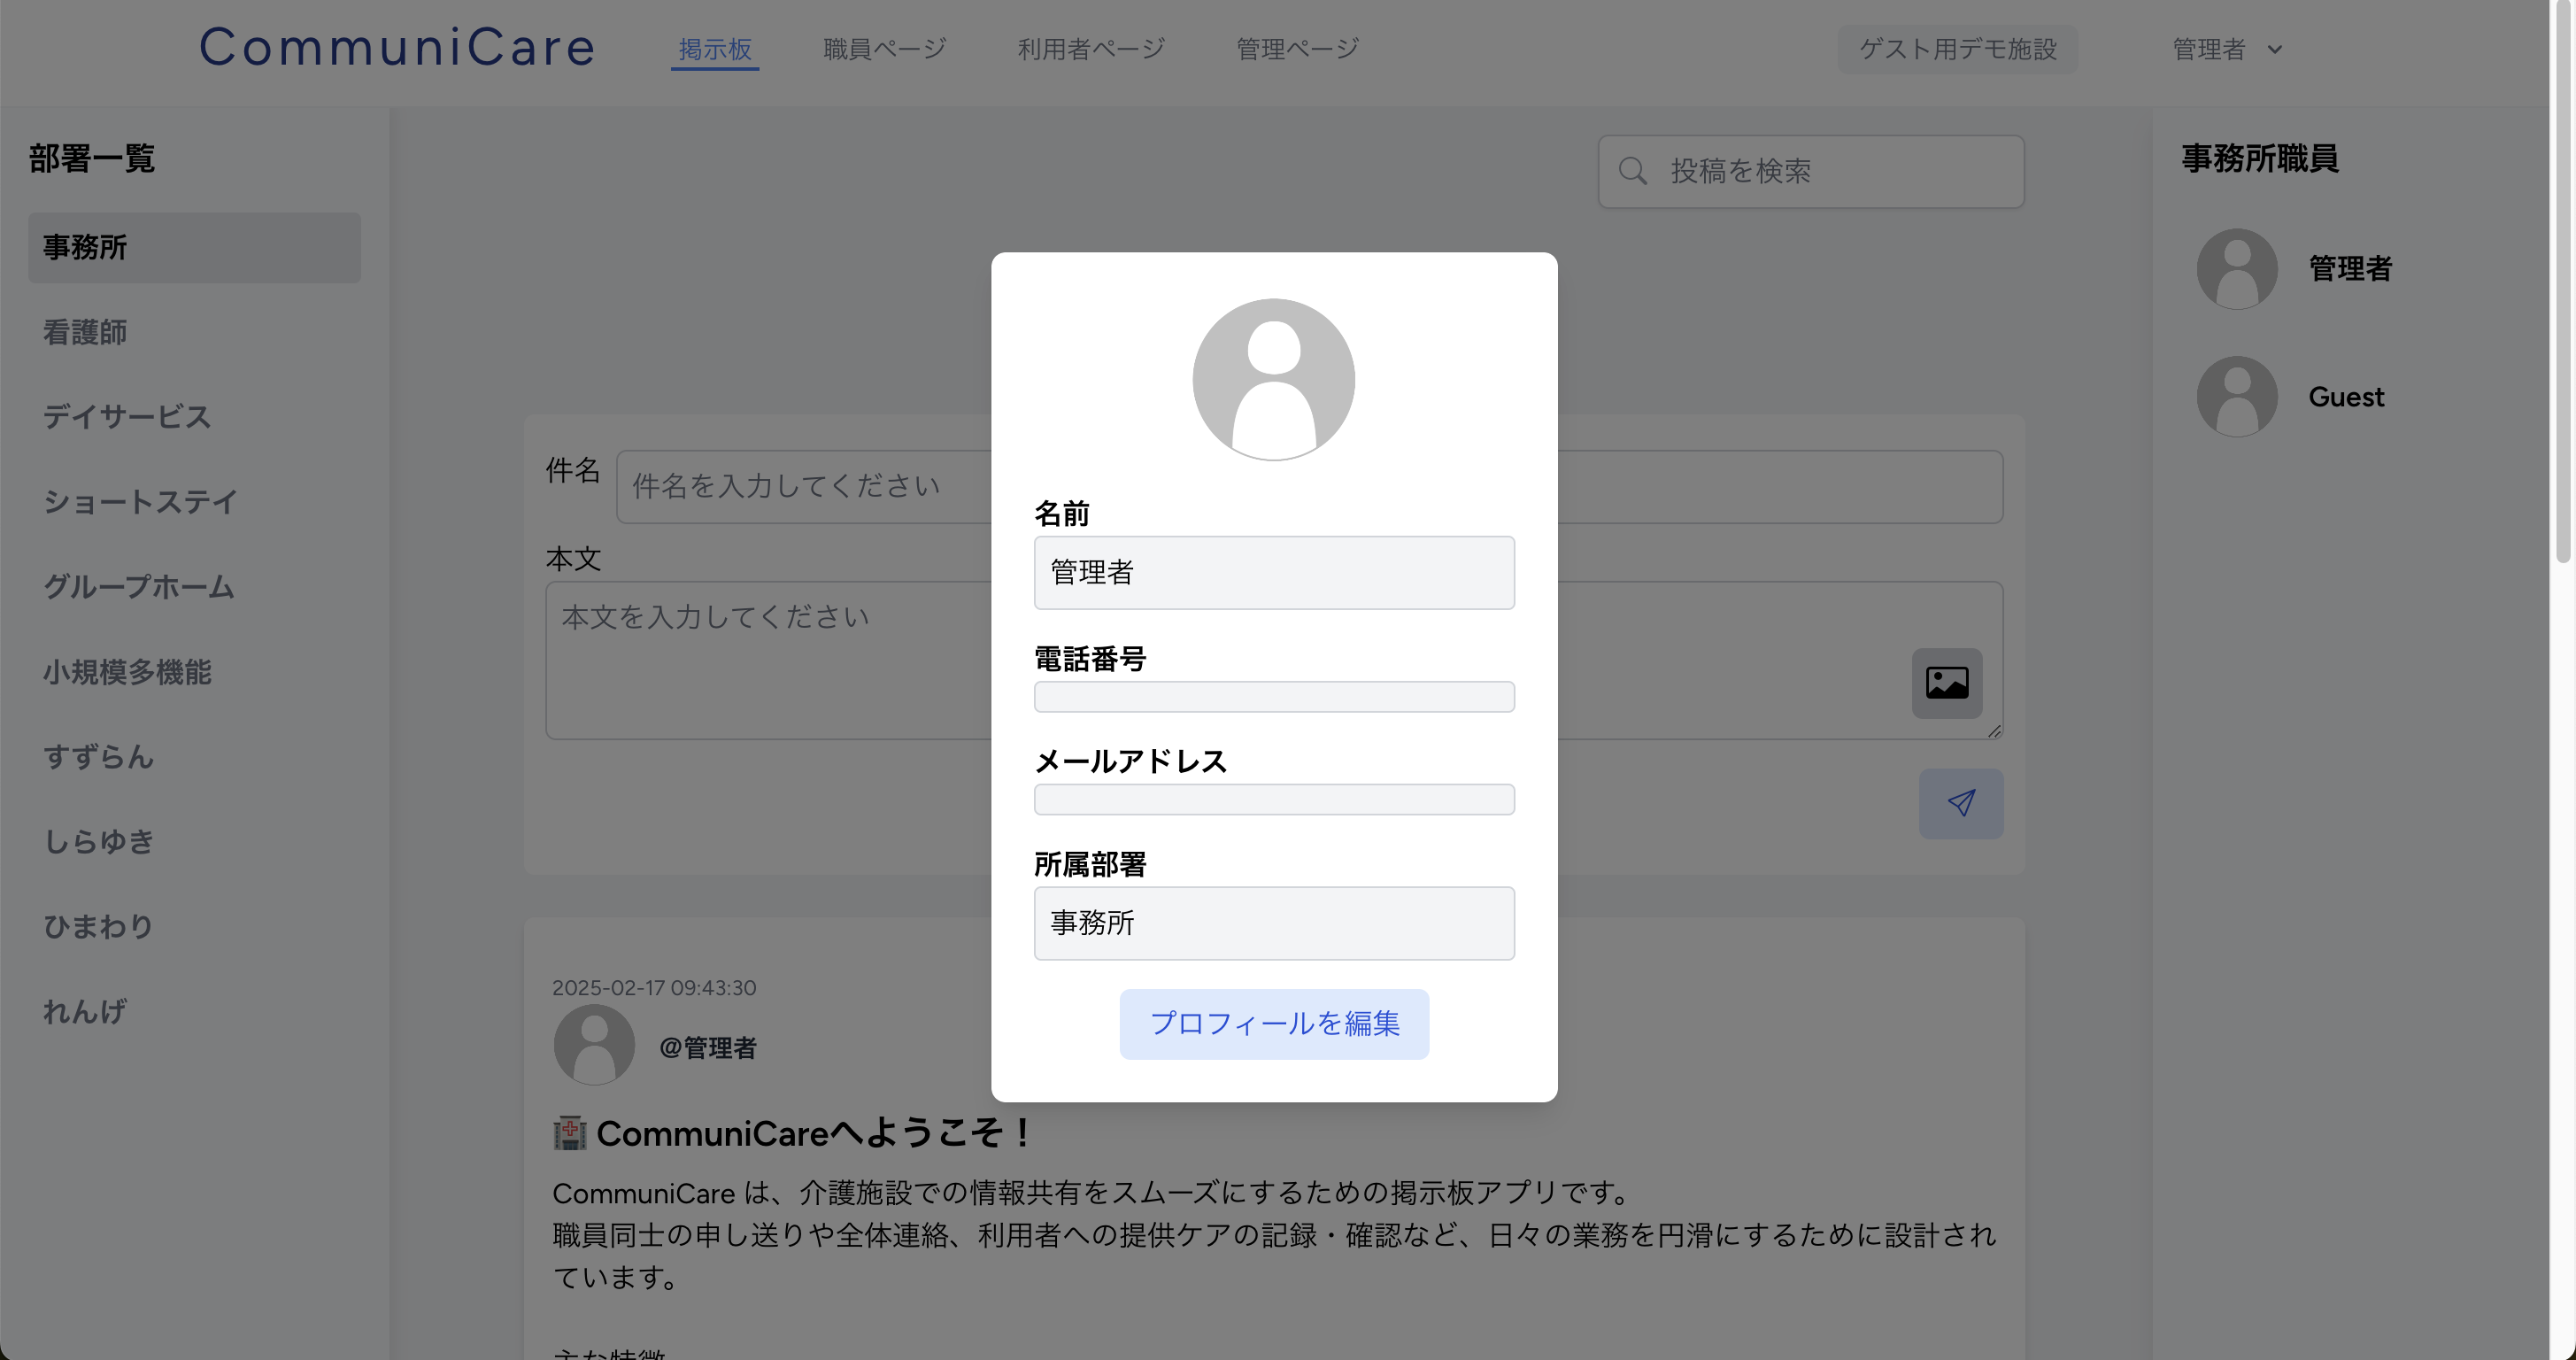 CommuniCare
掲示板
職員ページ
利用者ページ
管理ページ
ゲスト用デモ施設
管理者
部署一覧
事務所
看護師
デイサービス
ショートステイ
グループホーム
小規模多機能
すずらん
しらゆき
ひまわり
れんげ
投稿を検索
件名
件名を入力してください
本文
本文を入力してください
2025-02-17 09:43:30
@管理者
CommuniCareへようこそ！
CommuniCare は、介護施設での情報共有をスムーズにするための掲示板アプリです。
職員同士の申し送りや全体連絡、利用者への提供ケアの記録・確認など、日々の業務を円滑にするために設計され
ています。
主な特徴
名前
管理者
電話番号
メールアドレス
所属部署
事務所
プロフィールを編集
事務所職員
管理者
Guest